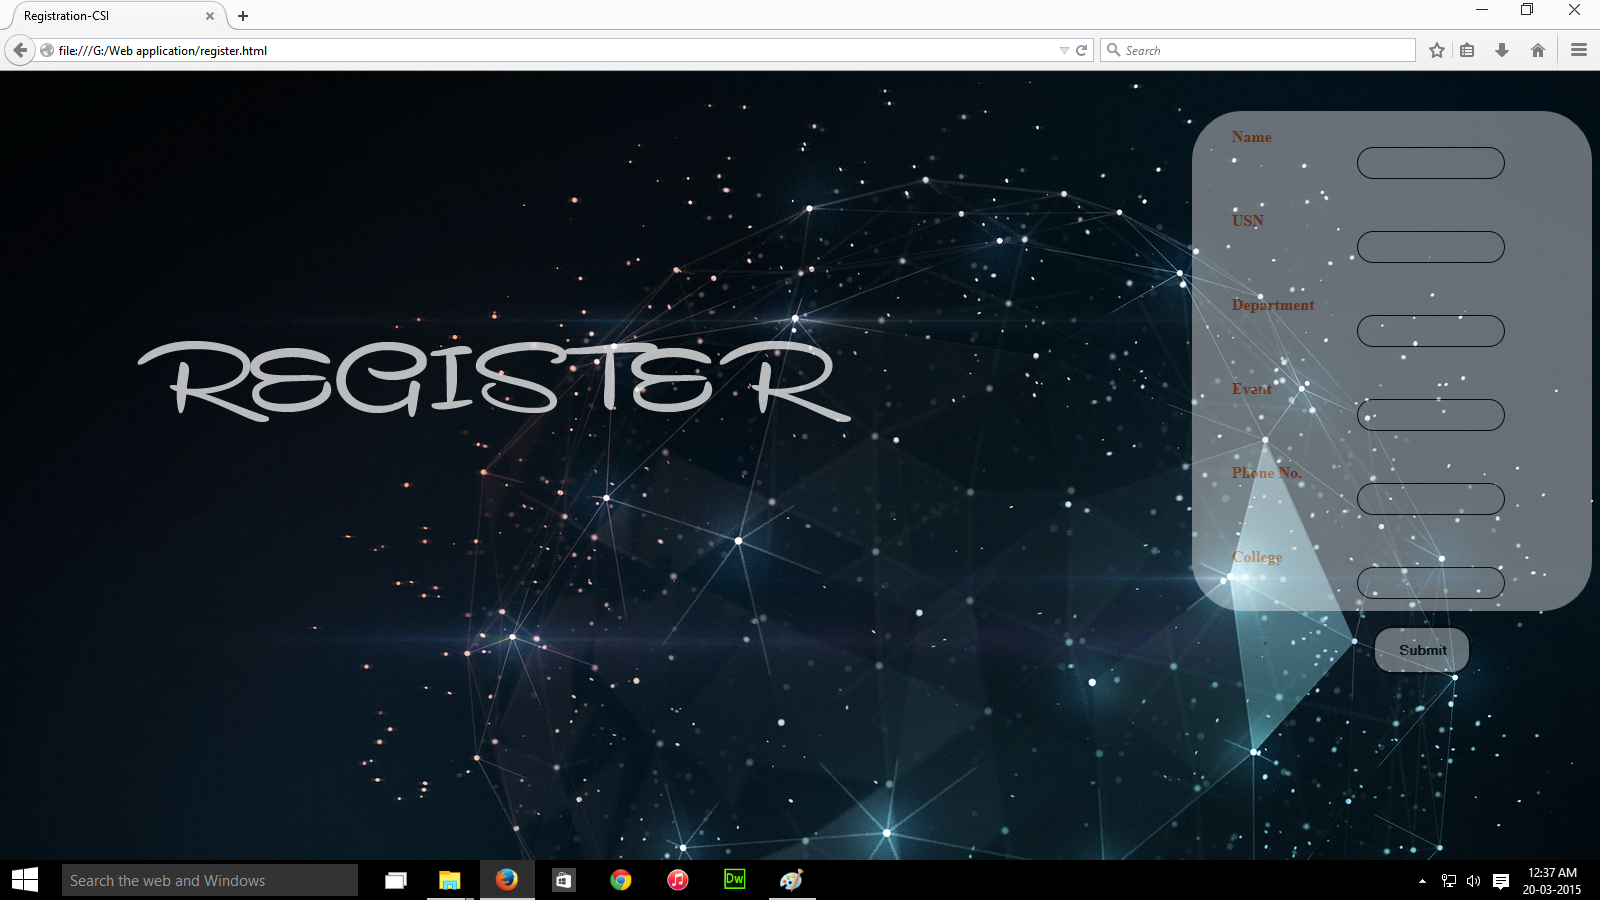 Registration-CSI
file:///G:/Web application/register.html
Search
Name
USN
Department
REGISTER
Event
Phone No.
College
Submit
Search the web and Windows
Dw
12:37 AM
20-03-2015